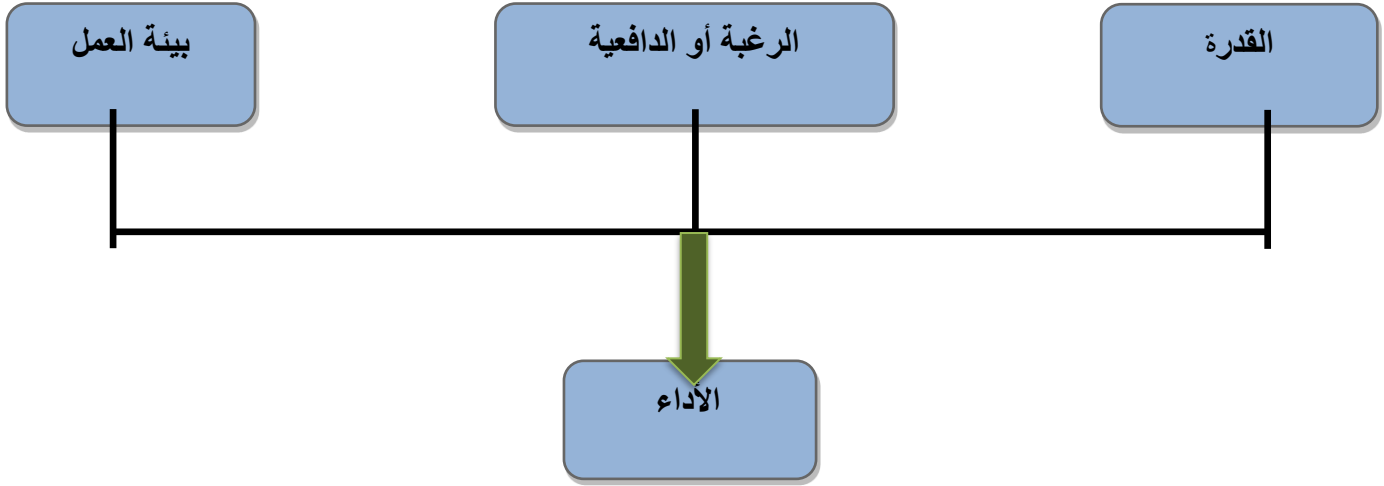 القدرة
الرغبة أو الدافعية
بيئة العمل
الأداء